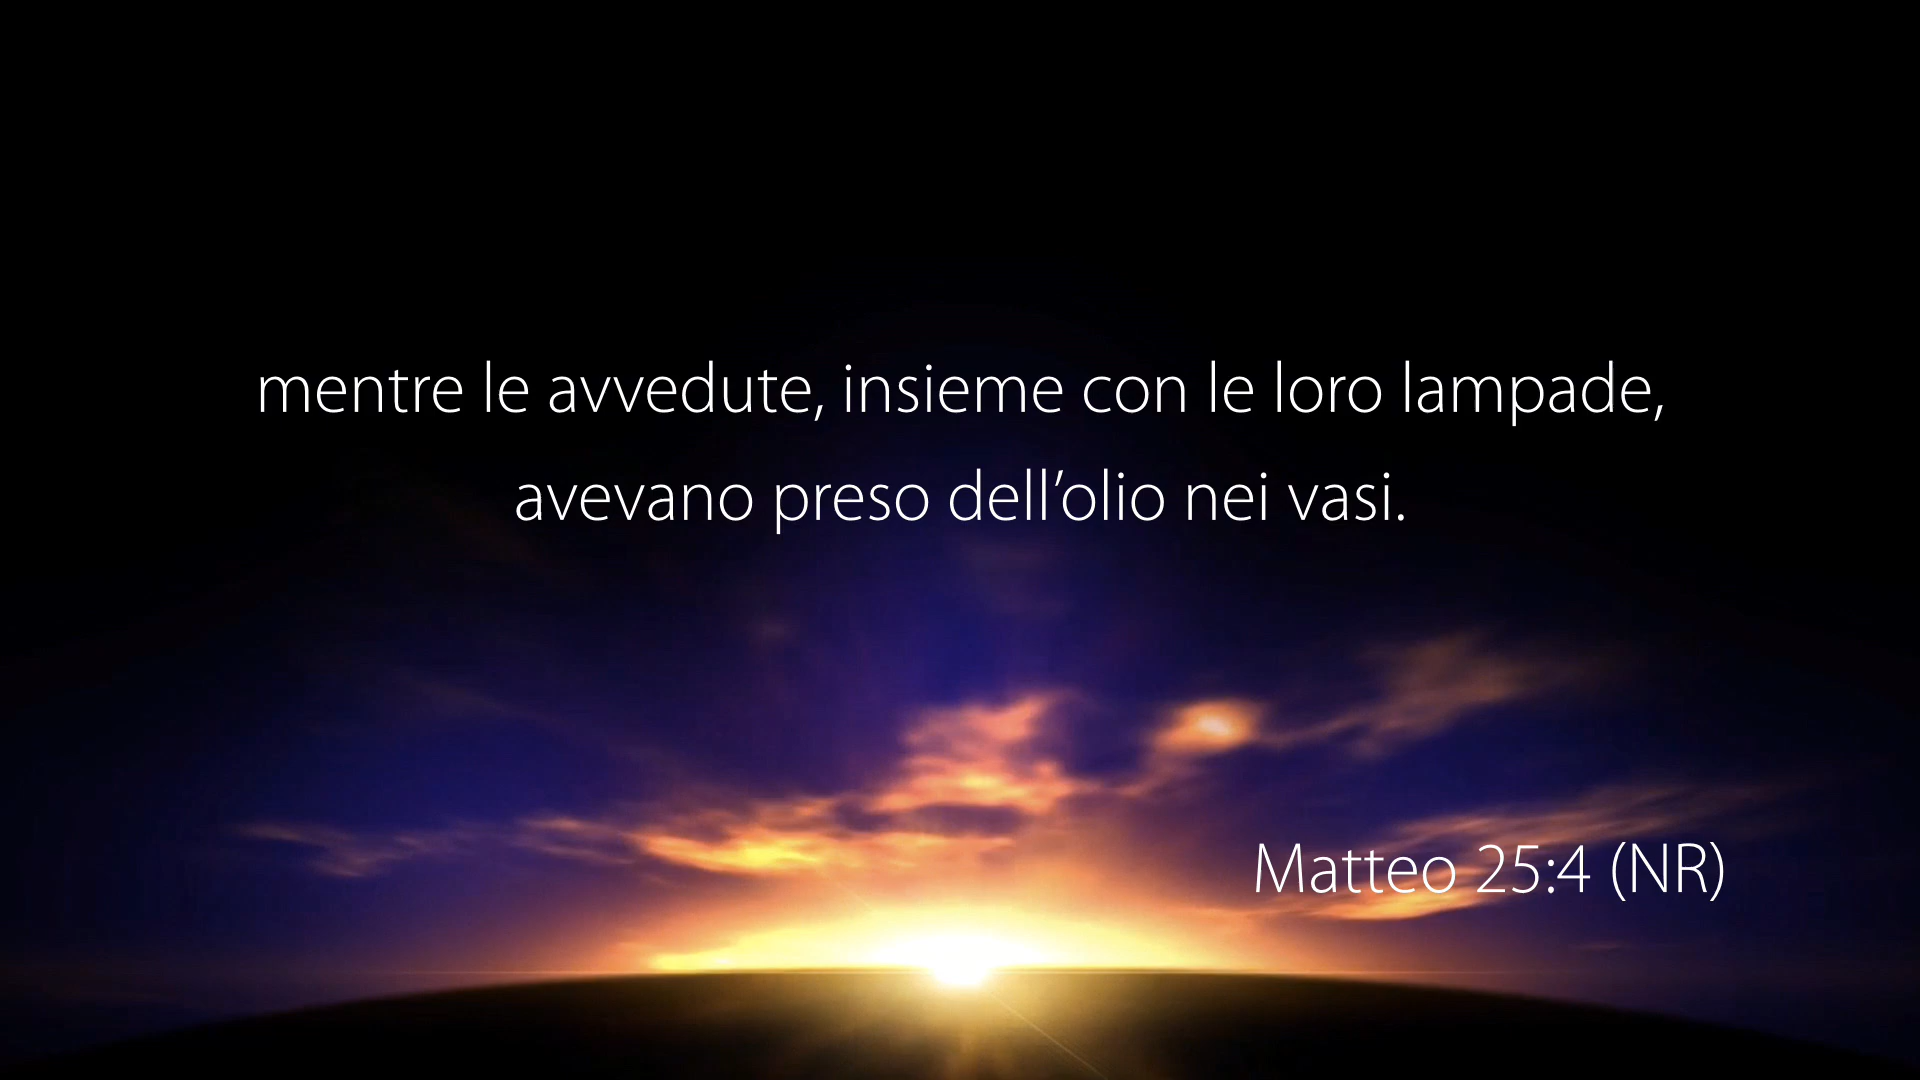 mentre le avvedute, insieme con le loro lampade,
avevano preso dell’olio nei vasi.
Matteo 25:4 (NR)